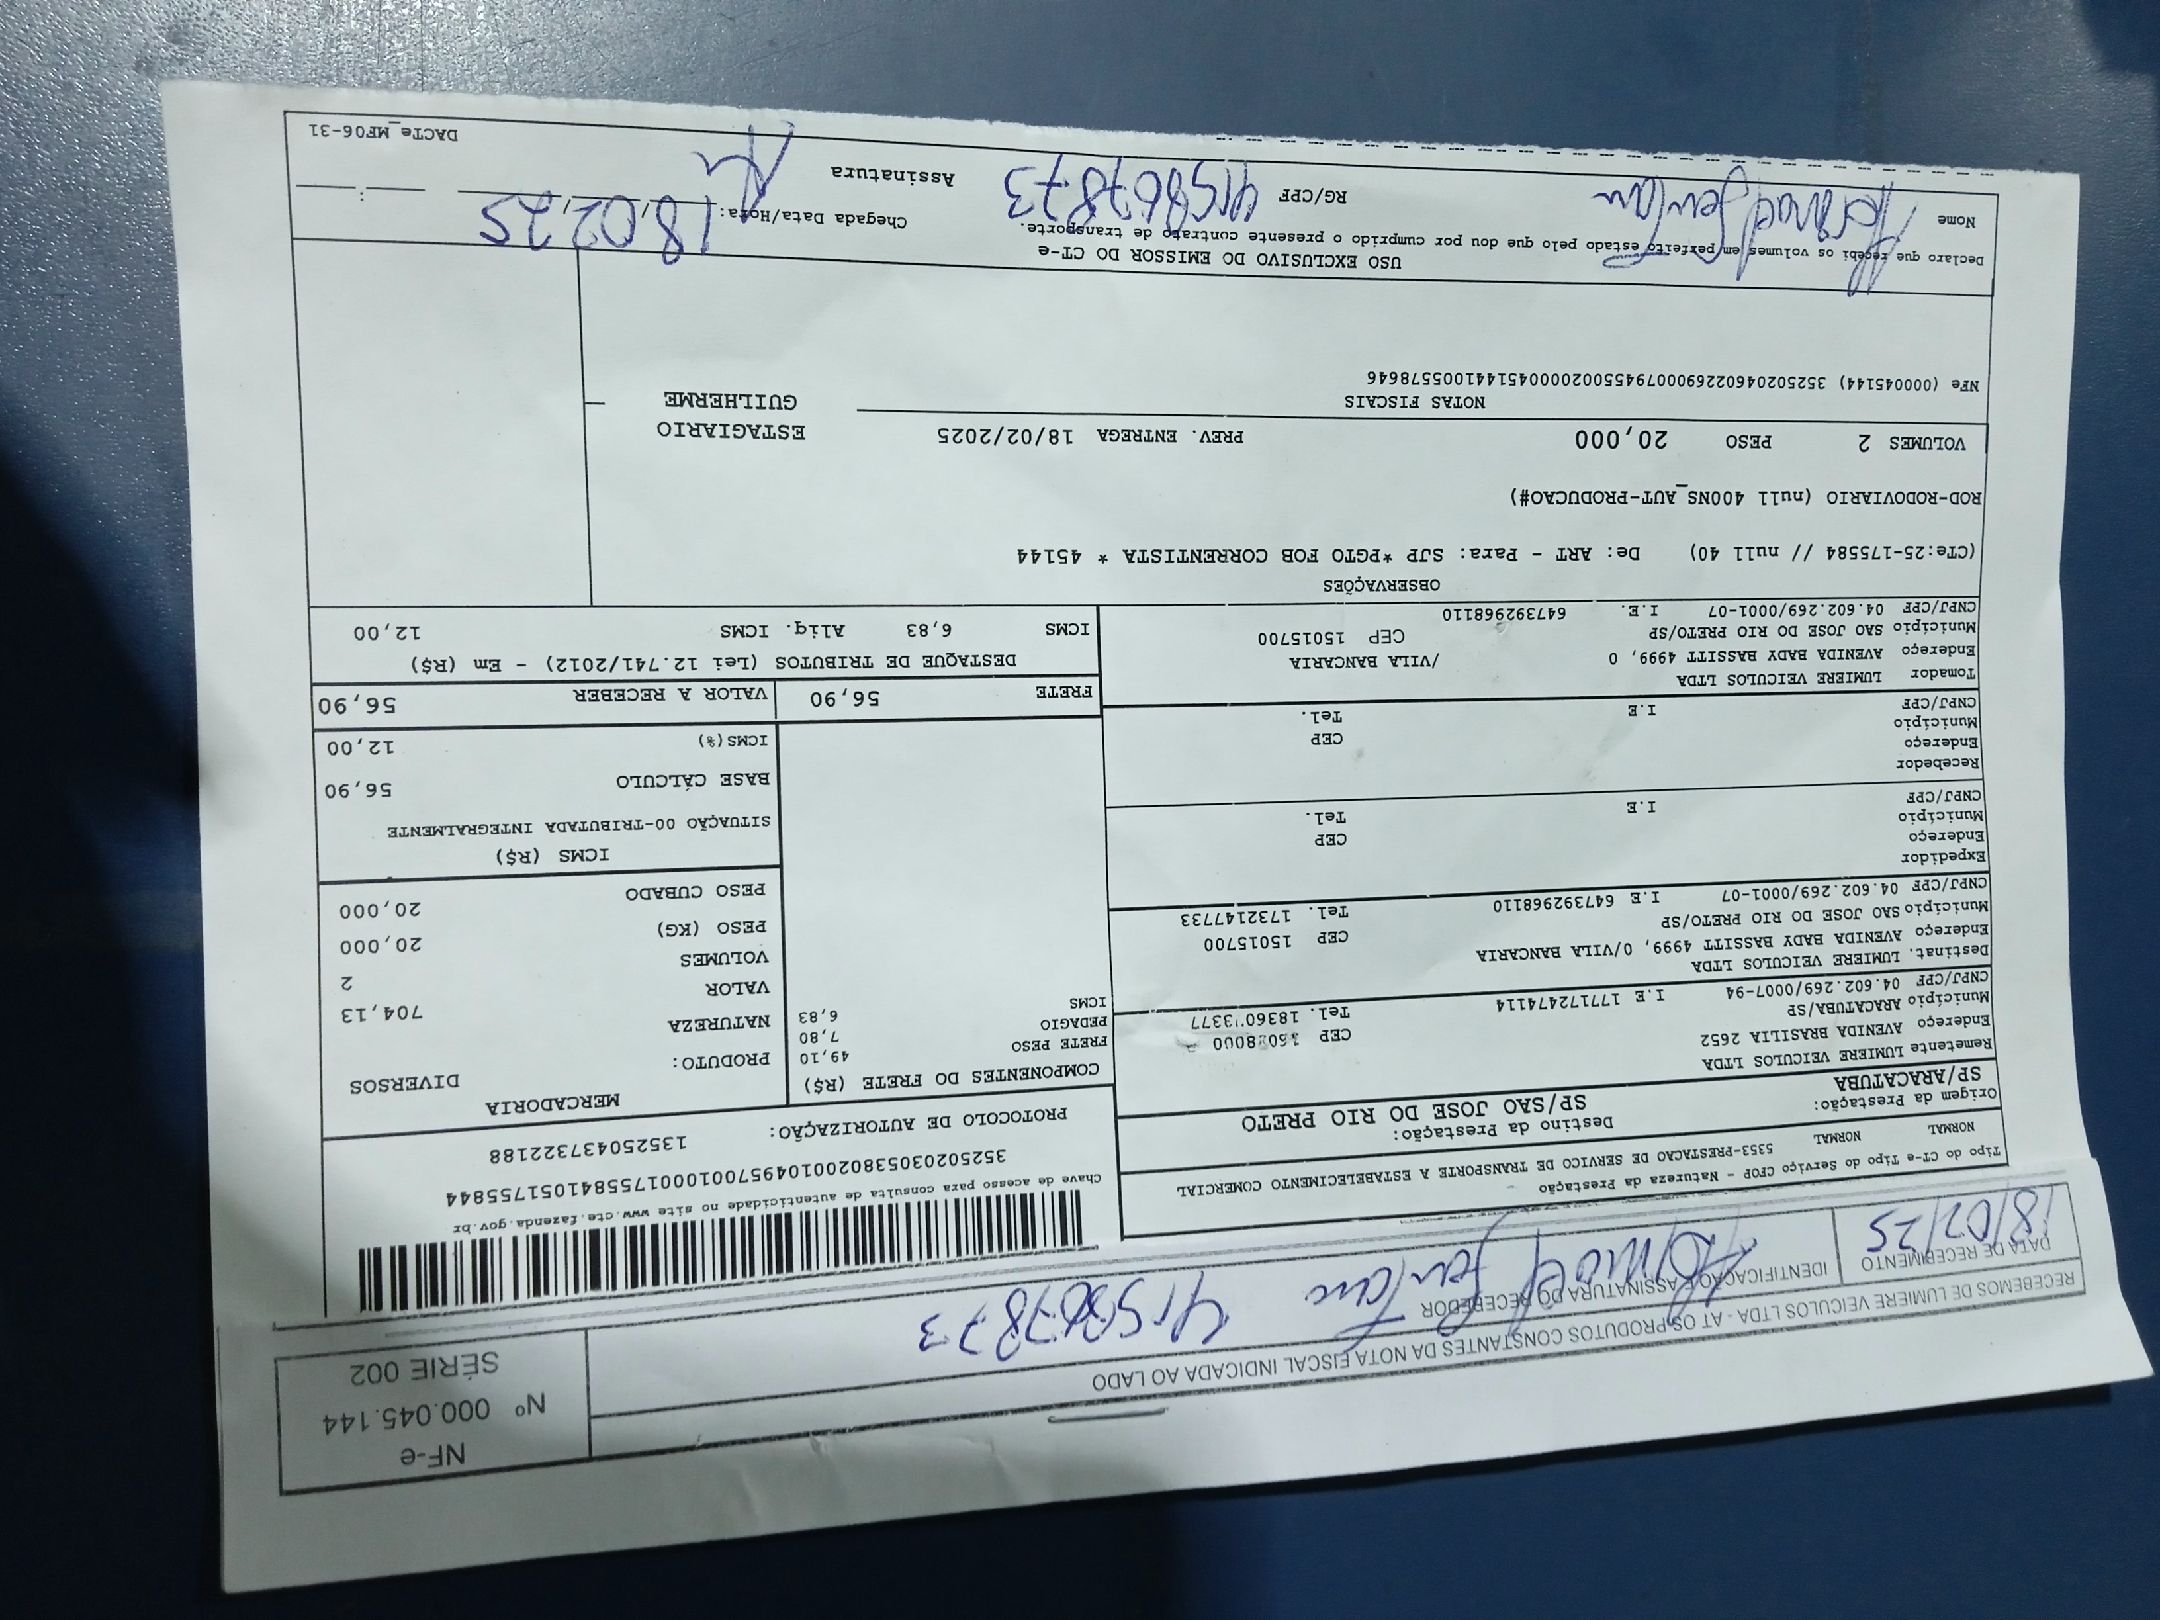 RECEBEMOS DE LUMIERE VEICULOS LTDA - AT OS PRODUTOS CONSTANTES DA NOTA FISCAL INDICADA AO LADO
DATA DE RECEBIMENTO
IDENTIFICAÇÃO E ASSINATURA DO RECEBEDOR
18/02/25
NF-e
Nº 000.045.144
SÉRIE 002
Tipo do CT-e Tipo do Serviço CFOP - Natureza da Prestação
NORMAL NORMAL 5353-PRESTACAO DE SERVICO DE TRANSPORTE A ESTABELECIMENTO COMERCIAL
Origem da Prestação: Destino da Prestação:
SP/ARACATUBA SP/SAO JOSE DO RIO PRETO
Chave de acesso para consulta de autenticidade no site www.cte.fazenda.gov.br
PROTOCOLO DE AUTORIZAÇÃO: 135250437322188
Remetente LUMIERE VEICULOS LTDA
Endereço AVENIDA BRASILIA 2652 CEP
Município ARACATUBA/SP Tel.
CNPJ/CPF 04.602.269/0007-94 I.E 177172474114
Destinat. LUMIERE VEICULOS LTDA
Endereço AVENIDA BADY BASSITT 4999, 0/VILA BANCARIA
Município SAO JOSE DO RIO PRETO/SP CEP 15015700
CNPJ/CPF 04.602.269/0001-07 I.E 647392968110 Tel. 1732147733
Expedidor
Endereço
Município CEP
CNPJ/CPF I.E Tel.
Recebedor
Endereço
Município CEP
CNPJ/CPF I.E Tel.
Tomador LUMIERE VEICULOS LTDA
Endereço AVENIDA BADY BASSITT 4999, 0 /VILA BANCARIA
Município SAO JOSE DO RIO PRETO/SP CEP 15015700
CNPJ/CPF 04.602.269/0001-07 I.E. 647392968110
COMPONENTES DO FRETE (R$)
FRETE PESO 49,10
PEDAGIO 7,80
ICMS 6,83
MERCADORIA
PRODUTO: DIVERSOS
NATUREZA
VALOR 704,13
VOLUMES 2
PESO (KG) 20,000
PESO CUBADO 20,000
ICMS (R$)
SITUAÇÃO 00-TRIBUTADA INTEGRALMENTE
BASE CÁLCULO 56,90
ICMS(%) 12,00
FRETE 56,90 VALOR A RECEBER 56,90
DESTAQUE DE TRIBUTOS (Lei 12.741/2012) - Em (R$)
ICMS 6,83 Aliq. ICMS 12,00
OBSERVAÇÕES
(CTe:25-175584 // null 40) De: ART - Para: SJP *PGTO FOB CORRENTISTA * 45144
ROD-RODOVIARIO (null 400NS_AUT-PRODUCAO#)
VOLUMES 2 PESO 20,000 PREV. ENTREGA 18/02/2025
ESTAGIARIO
GUILHERME
NOTAS FISCAIS
NFe (000045144) 35250204602269000794550020000451441005578646
USO EXCLUSIVO DO EMISSOR DO CT-e
Declaro que recebi os volumes em perfeito estado pelo que dou por cumprido o presente contrato de transporte.
Chegada Data/Hora: 18,02,25
Nome RG/CPF Assinatura
DACTe_MF06-31